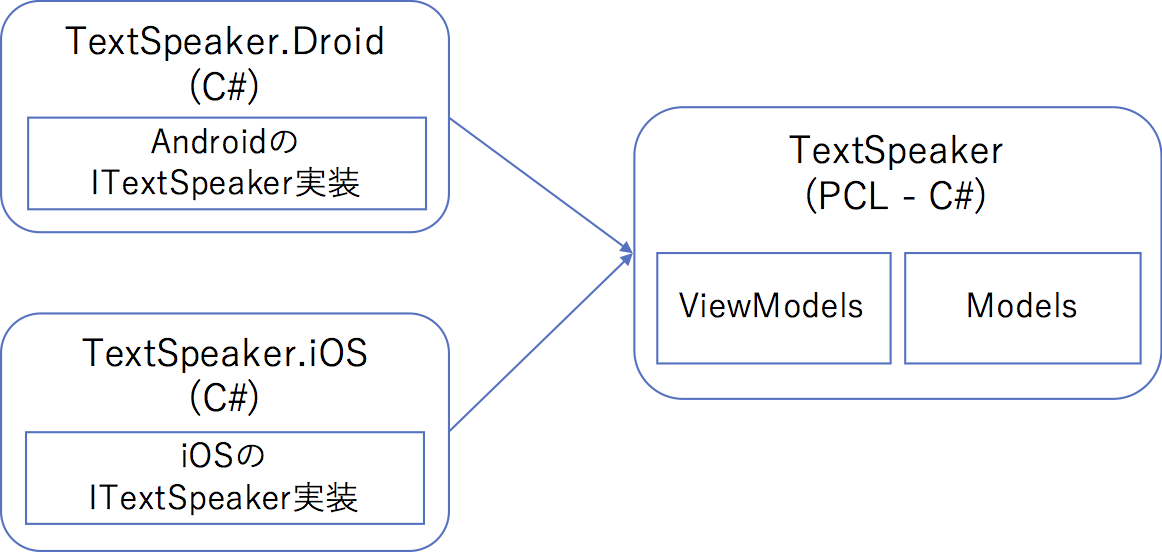 TextSpeaker.Droid
(C#)
Androidの
ITextSpeaker実装
TextSpeaker
(PCL - C#)
ViewModels
Models
TextSpeaker.iOS
(C#)
iOSの
ITextSpeaker実装